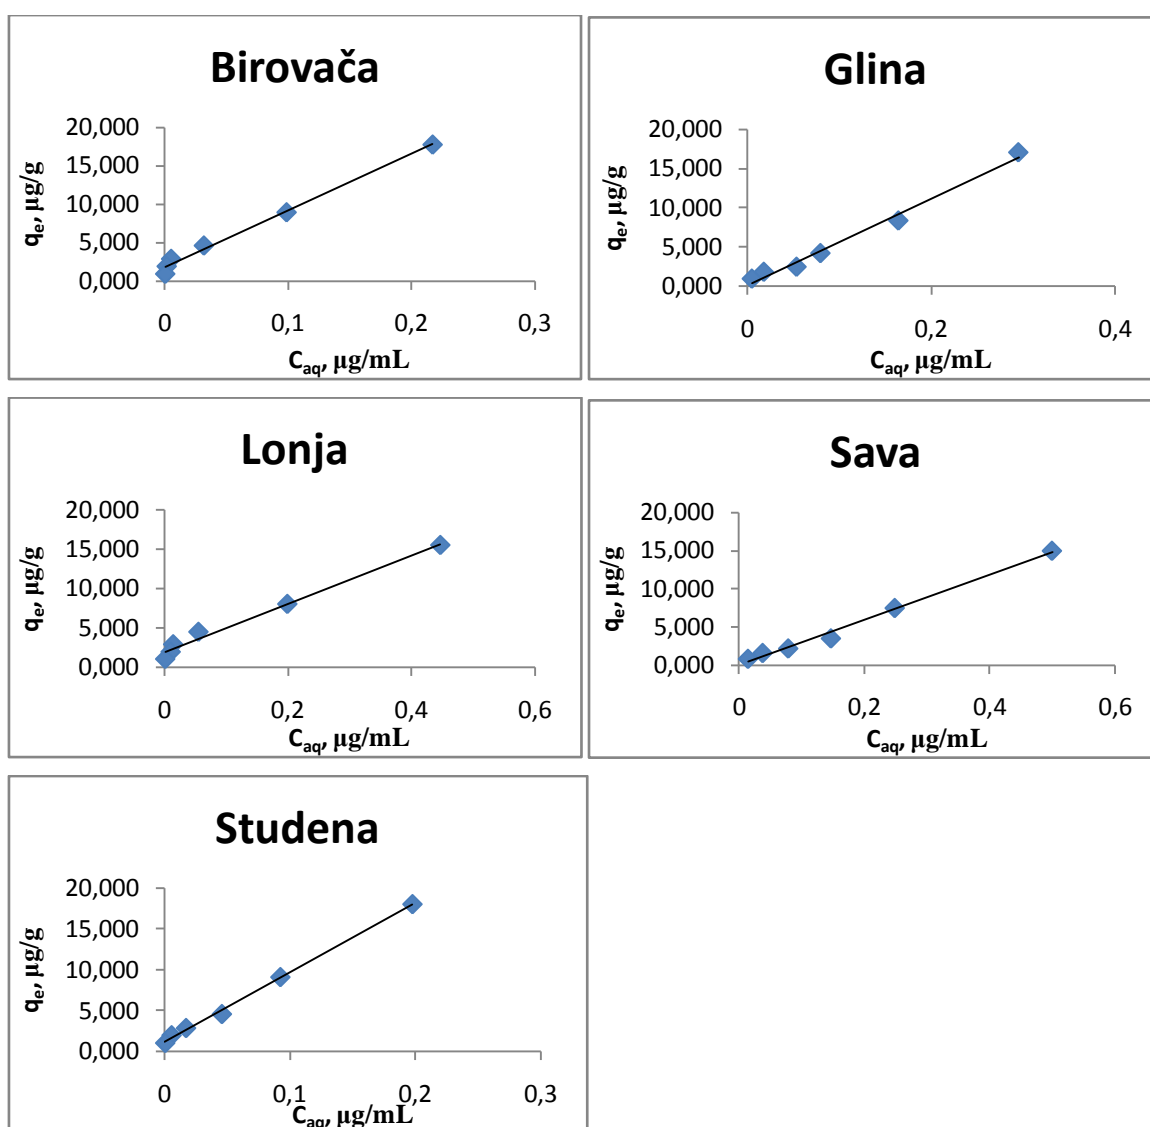 Birovača
20,000
15,000
10,000
5,000
0,000
qe, µg/g
0 0,1 0,2 0,3
Caq, µg/mL
Glina
20,000
15,000
10,000
5,000
0,000
qe, µg/g
0 0,2 0,4
Caq, µg/mL
Lonja
20,000
15,000
10,000
5,000
0,000
qe, µg/g
0 0,2 0,4 0,6
Caq, µg/mL
Sava
20,000
15,000
10,000
5,000
0,000
qe, µg/g
0 0,2 0,4 0,6
Caq, µg/mL
Studena
20,000
15,000
10,000
5,000
0,000
qe, µg/g
0 0,1 0,2 0,3
Caq, µg/mL